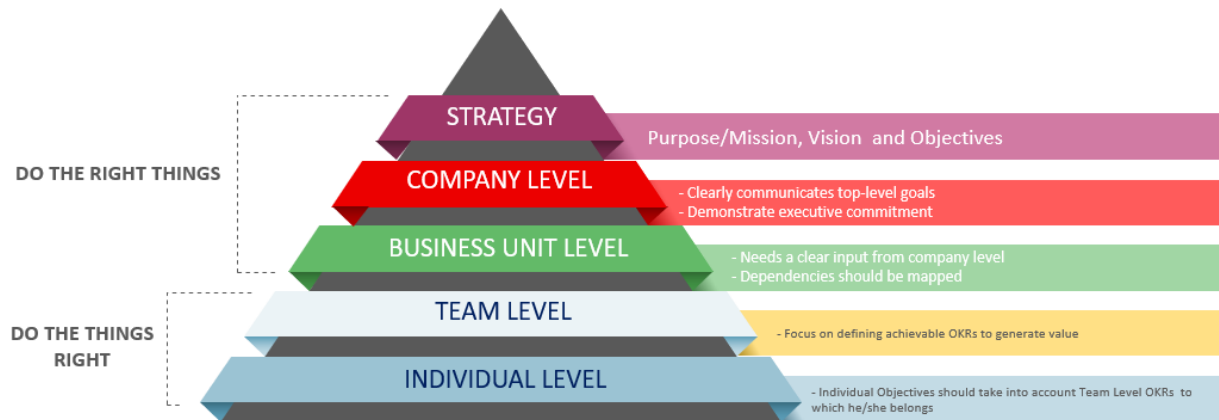 STRATEGY
Purpose/Mission, Vision and Objectives
DO THE RIGHT THINGS
COMPANY LEVEL
- Clearly communicates top-level goals
- Demonstrate executive commitment
BUSINESS UNIT LEVEL
- Needs a clear input from company level
- Dependencies should be mapped
TEAM LEVEL
- Focus on defining achievable OKRs to generate value
DO THE THINGS
RIGHT
INDIVIDUAL LEVEL
- Individual Objectives should take into account Team Level OKRs to
which he/she belongs